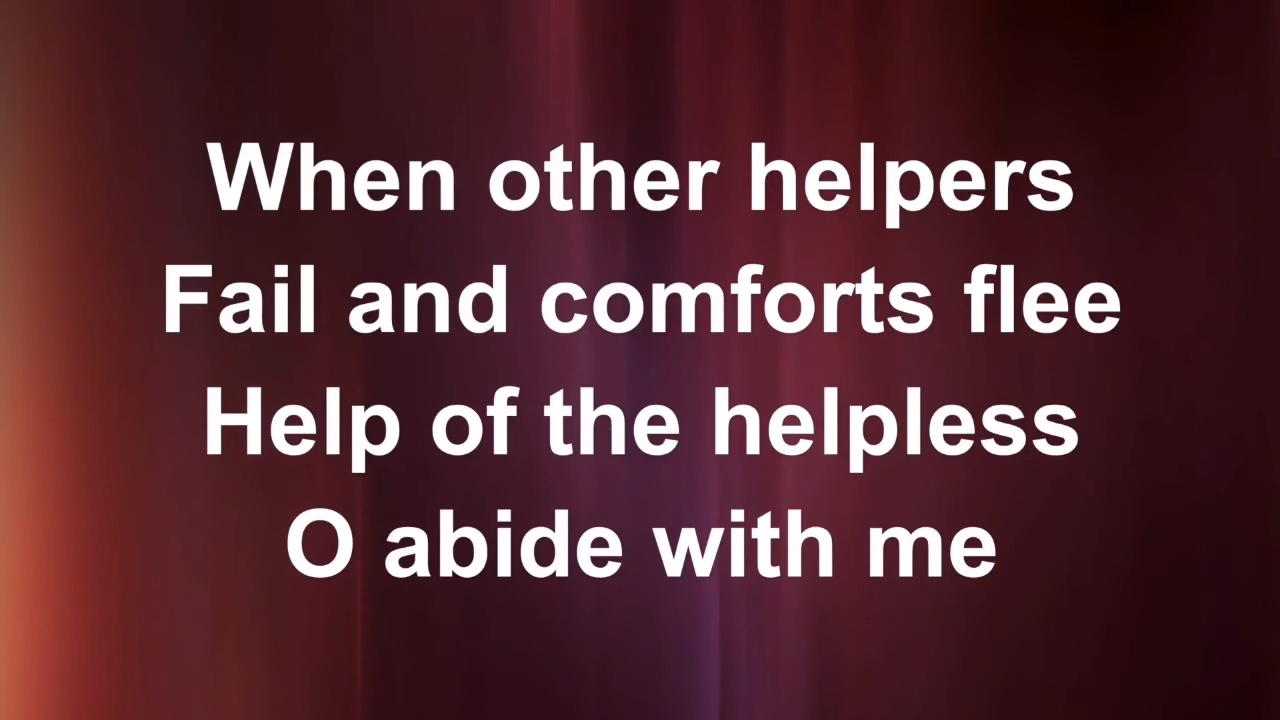 When other helpers
Fail and comforts flee
Help of the helpless
O abide with me